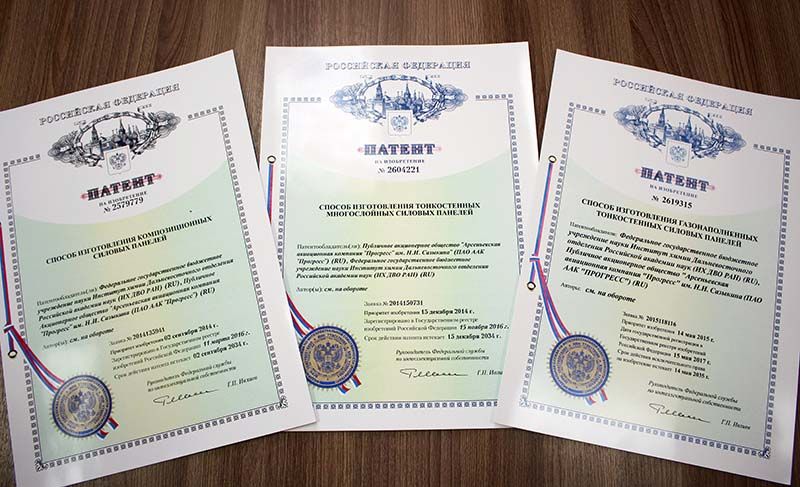 РОССИЙСКАЯ ФЕДЕРАЦИЯ
ПАТЕНТ
НА ИЗОБРЕТЕНИЕ
№ 2579779
СПОСОБ ИЗГОТОВЛЕНИЯ КОМПОЗИЦИОННЫХ
СИЛОВЫХ ПАНЕЛЕЙ
Патентообладатель(ли): Федеральное государственное бюджетное
учреждение науки Институт химии Дальневосточного отделения
Российской академии наук (ИХ ДВО РАН) (RU), Публичное
Акционерное общество "Арсеньевская авиационная компания
"Прогресс" им. Н.И. Сазыкина (ПАО ААК "Прогресс") (RU)
Автор(ы): см. на обороте
Заявка № 2014135941
Приоритет изобретения 02 сентября 2014 г.
Зарегистрировано в Государственном реестре
изобретений Российской Федерации 11 марта 2016 г.
Срок действия патента истекает 02 сентября 2034 г.
Руководитель Федеральной службы
по интеллектуальной собственности
Г.П. Ивлиев
РОССИЙСКАЯ ФЕДЕРАЦИЯ
ПАТЕНТ
НА ИЗОБРЕТЕНИЕ
№ 2604221
СПОСОБ ИЗГОТОВЛЕНИЯ ТОНКОСТЕННЫХ
МНОГОСЛОЙНЫХ СИЛОВЫХ ПАНЕЛЕЙ
Патентообладатель(ли): Публичное акционерное общество "Арсеньевская
авиационная компания "Прогресс" им. Н.И. Сазыкина" (ПАО ААК
"Прогресс") (RU), Федеральное государственное бюджетное
учреждение науки Институт химии Дальневосточного отделения
Российской академии наук (ИХ ДВО РАН) (RU)
Автор(ы): см. на обороте
Заявка № 2014150731
Приоритет изобретения 15 декабря 2014 г.
Зарегистрировано в Государственном реестре
изобретений Российской Федерации 15 ноября 2016 г.
Срок действия патента истекает 15 декабря 2034 г.
Руководитель Федеральной службы
по интеллектуальной собственности
Г.П. Ивлиев
РОССИЙСКАЯ ФЕДЕРАЦИЯ
ПАТЕНТ
НА ИЗОБРЕТЕНИЕ
№ 2619315
СПОСОБ ИЗГОТОВЛЕНИЯ ГАЗОНАПОЛНЕННЫХ
ТОНКОСТЕННЫХ СИЛОВЫХ ПАНЕЛЕЙ
Патентообладатели: Федеральное государственное бюджетное
учреждение науки Институт химии Дальневосточного
отделения Российской академии наук (ИХ ДВО РАН) (RU),
Публичное акционерное общество "Арсеньевская
авиационная компания "Прогресс" им. Н.И. Сазыкина (ПАО
ААК "ПРОГРЕСС") (RU)
Авторы: см. на обороте
Заявка № 2015118116
Приоритет изобретения 14 мая 2015 г.
Дата государственной регистрации в
Государственном реестре изобретений
Российской Федерации 15 мая 2017 г.
Срок действия исключительного права
на изобретение истекает 14 мая 2035 г.
Руководитель Федеральной службы
по интеллектуальной собственности
Г.П. Ивлиев